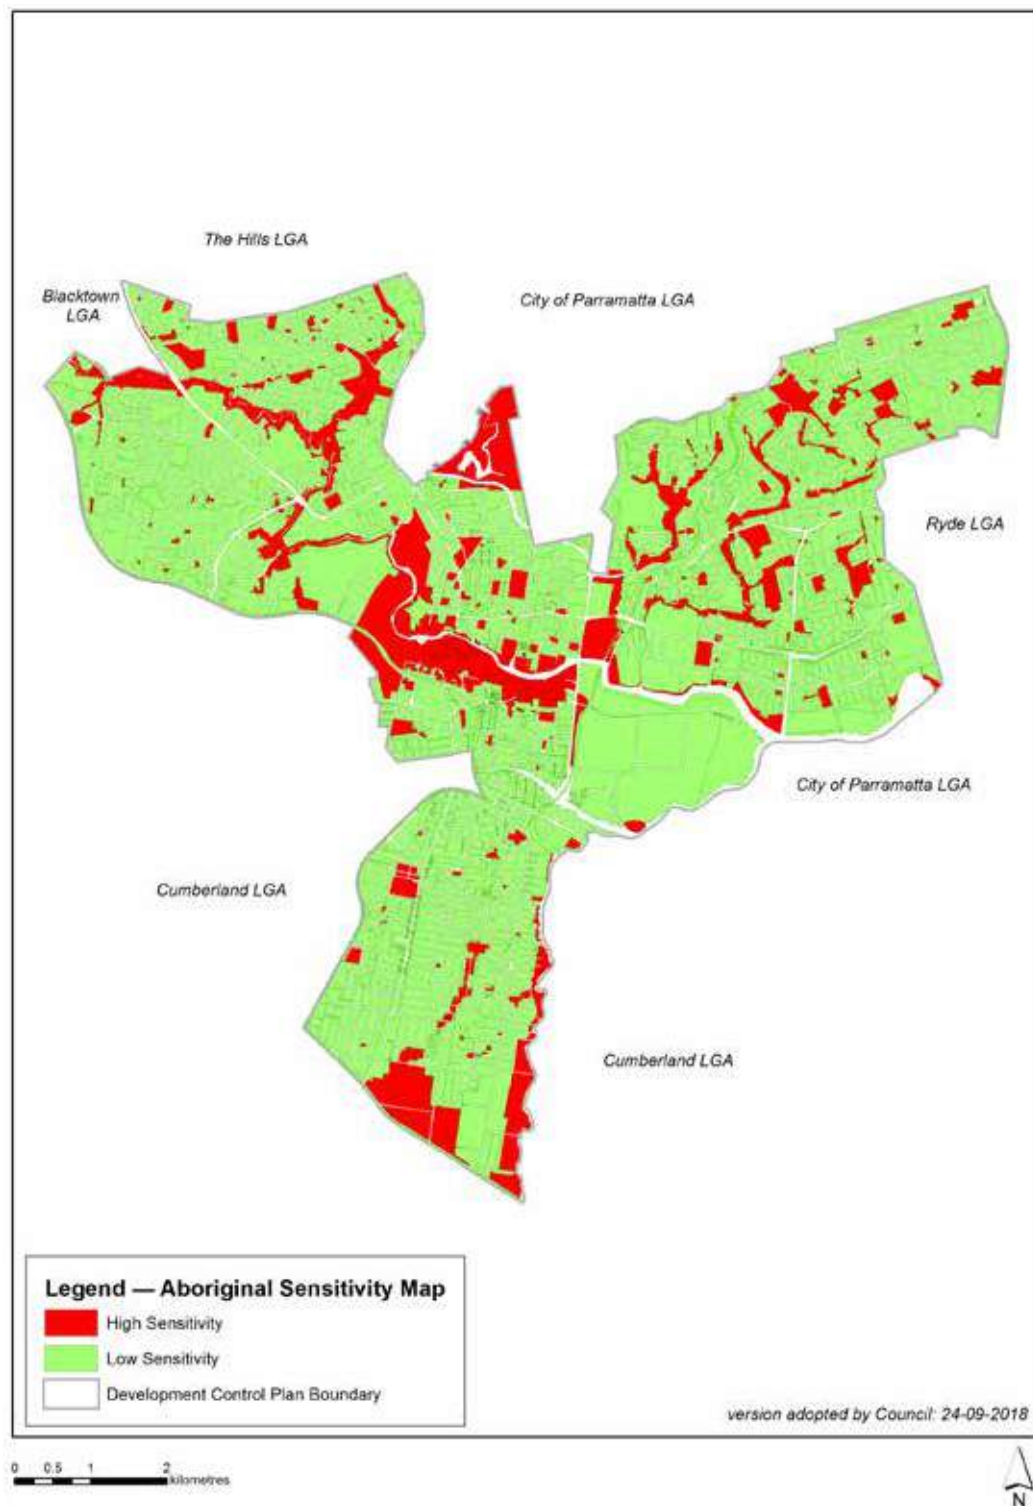 The Hills LGA
Blacktown
LGA
City of Parramatta LGA
Ryde LGA
City of Parramatta LGA
Cumberland LGA
Cumberland LGA
Legend — Aboriginal Sensitivity Map
High Sensitivity
Low Sensitivity
Development Control Plan Boundary
version adopted by Council: 24-09-2018
0 0.5 1 2
kilometres
N